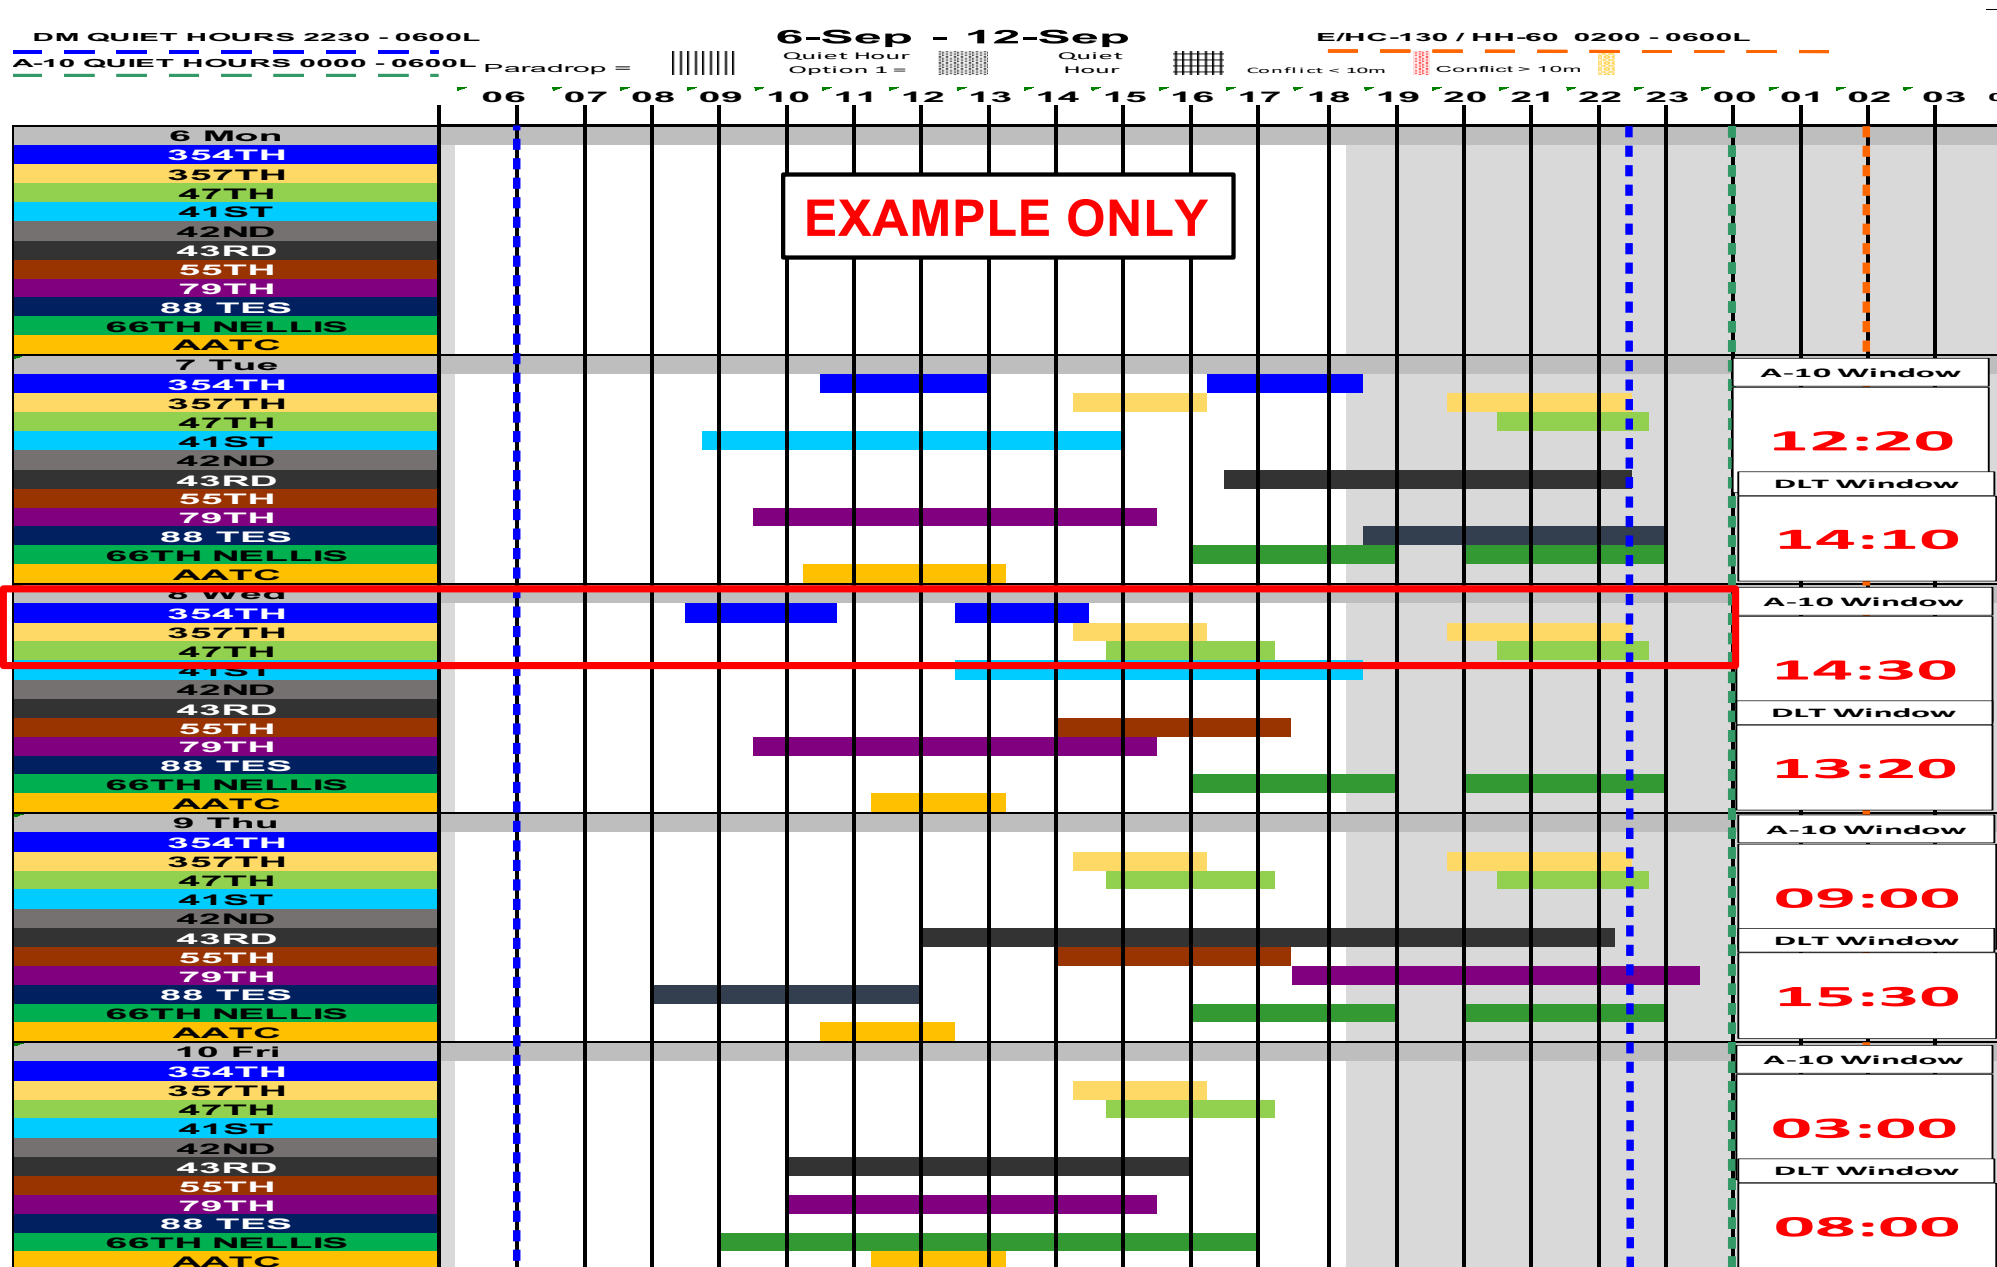 DM QUIET HOURS 2230 - 0600L
6-Sep - 12-Sep
E/HC-130 / HH-60 0200 - 0600L
A-10 QUIET HOURS 0000 - 0600L
Paradrop =
Quiet Hour
Option 1 =
Quiet
Hour
Conflict < 10m
Conflict > 10m
06 07 08 09 10 11 12 13 14 15 16 17 18 19 20 21 22 23 00 01 02 03
6 Mon
354TH
357TH
47TH
41ST
42ND
43RD
55TH
79TH
88 TES
66TH NELLIS
AATC
EXAMPLE ONLY
7 Tue
354TH
357TH
47TH
41ST
42ND
43RD
55TH
79TH
88 TES
66TH NELLIS
AATC
A-10 Window
12:20
DLT Window
14:10
8 Wed
354TH
357TH
47TH
41ST
42ND
43RD
55TH
79TH
88 TES
66TH NELLIS
AATC
A-10 Window
14:30
DLT Window
13:20
9 Thu
354TH
357TH
47TH
41ST
42ND
43RD
55TH
79TH
88 TES
66TH NELLIS
AATC
A-10 Window
09:00
DLT Window
15:30
10 Fri
354TH
357TH
47TH
41ST
42ND
43RD
55TH
79TH
88 TES
66TH NELLIS
AATC
A-10 Window
03:00
DLT Window
08:00